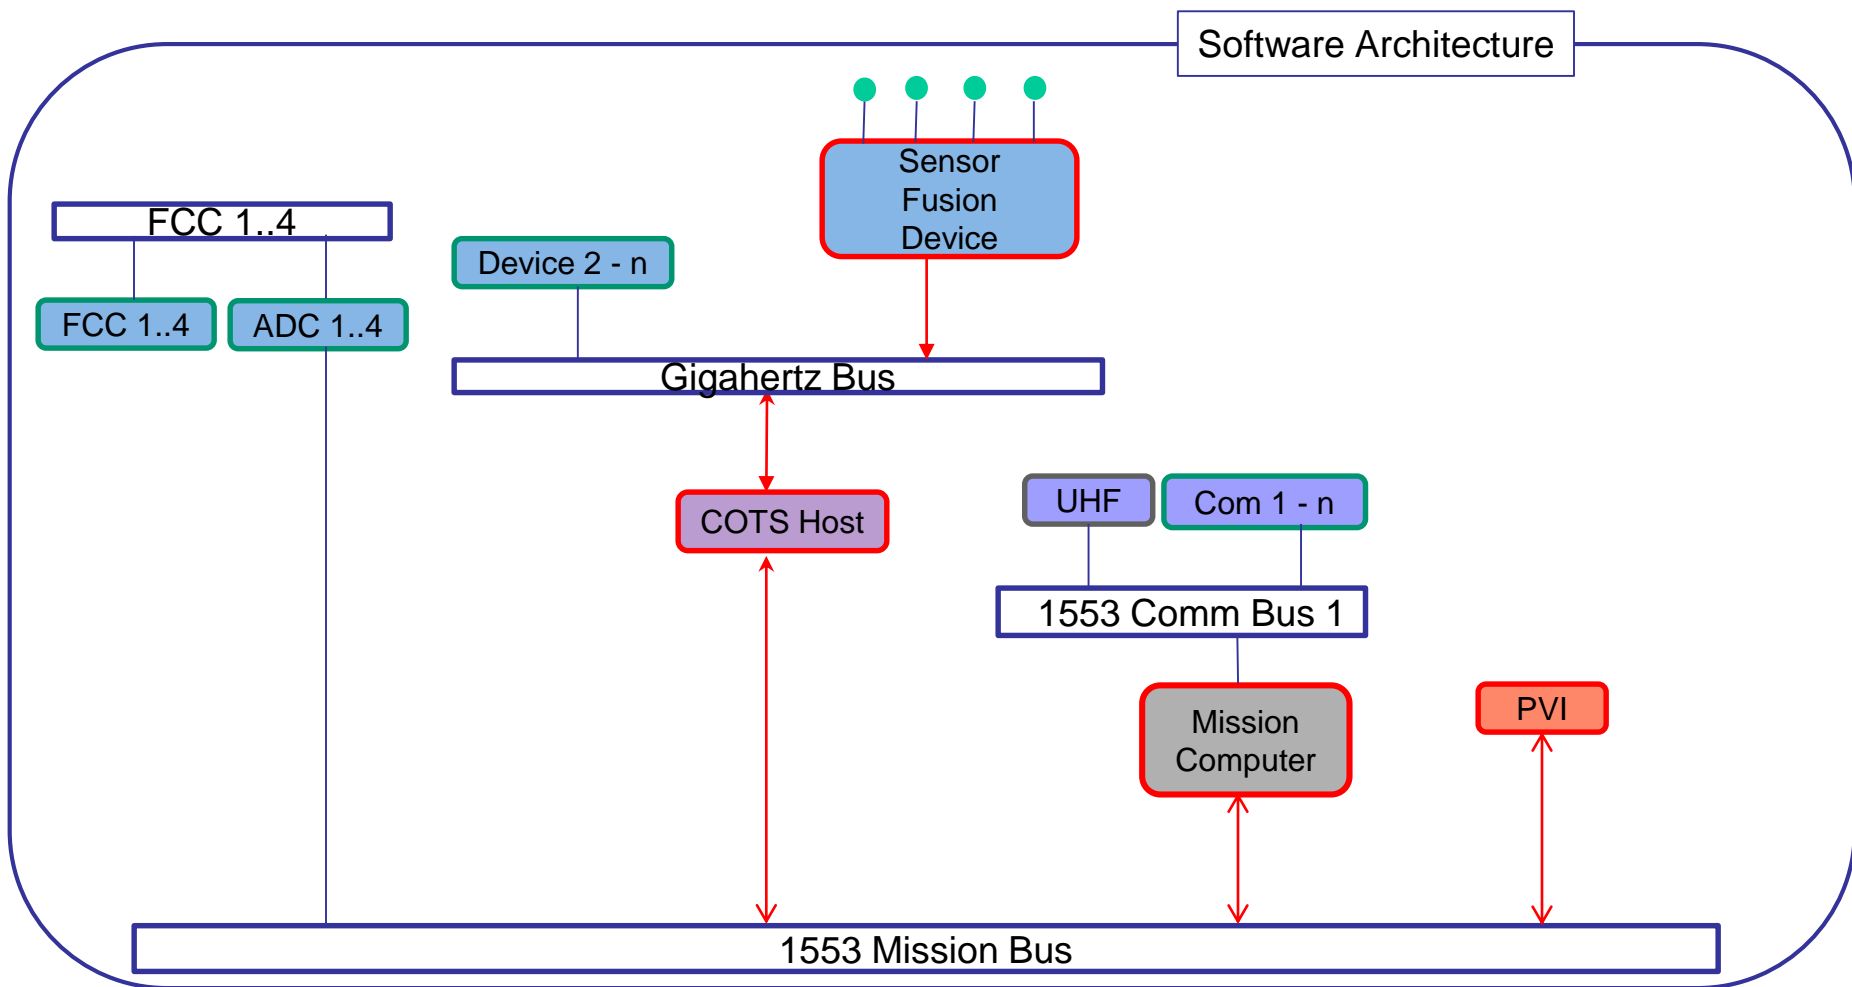 Software Architecture
Sensor
Fusion
Device
FCC 1..4
Device 2 - n
FCC 1..4
ADC 1..4
Gigahertz Bus
UHF
Com 1 - n
COTS Host
1553 Comm Bus 1
Mission
Computer
PVI
1553 Mission Bus